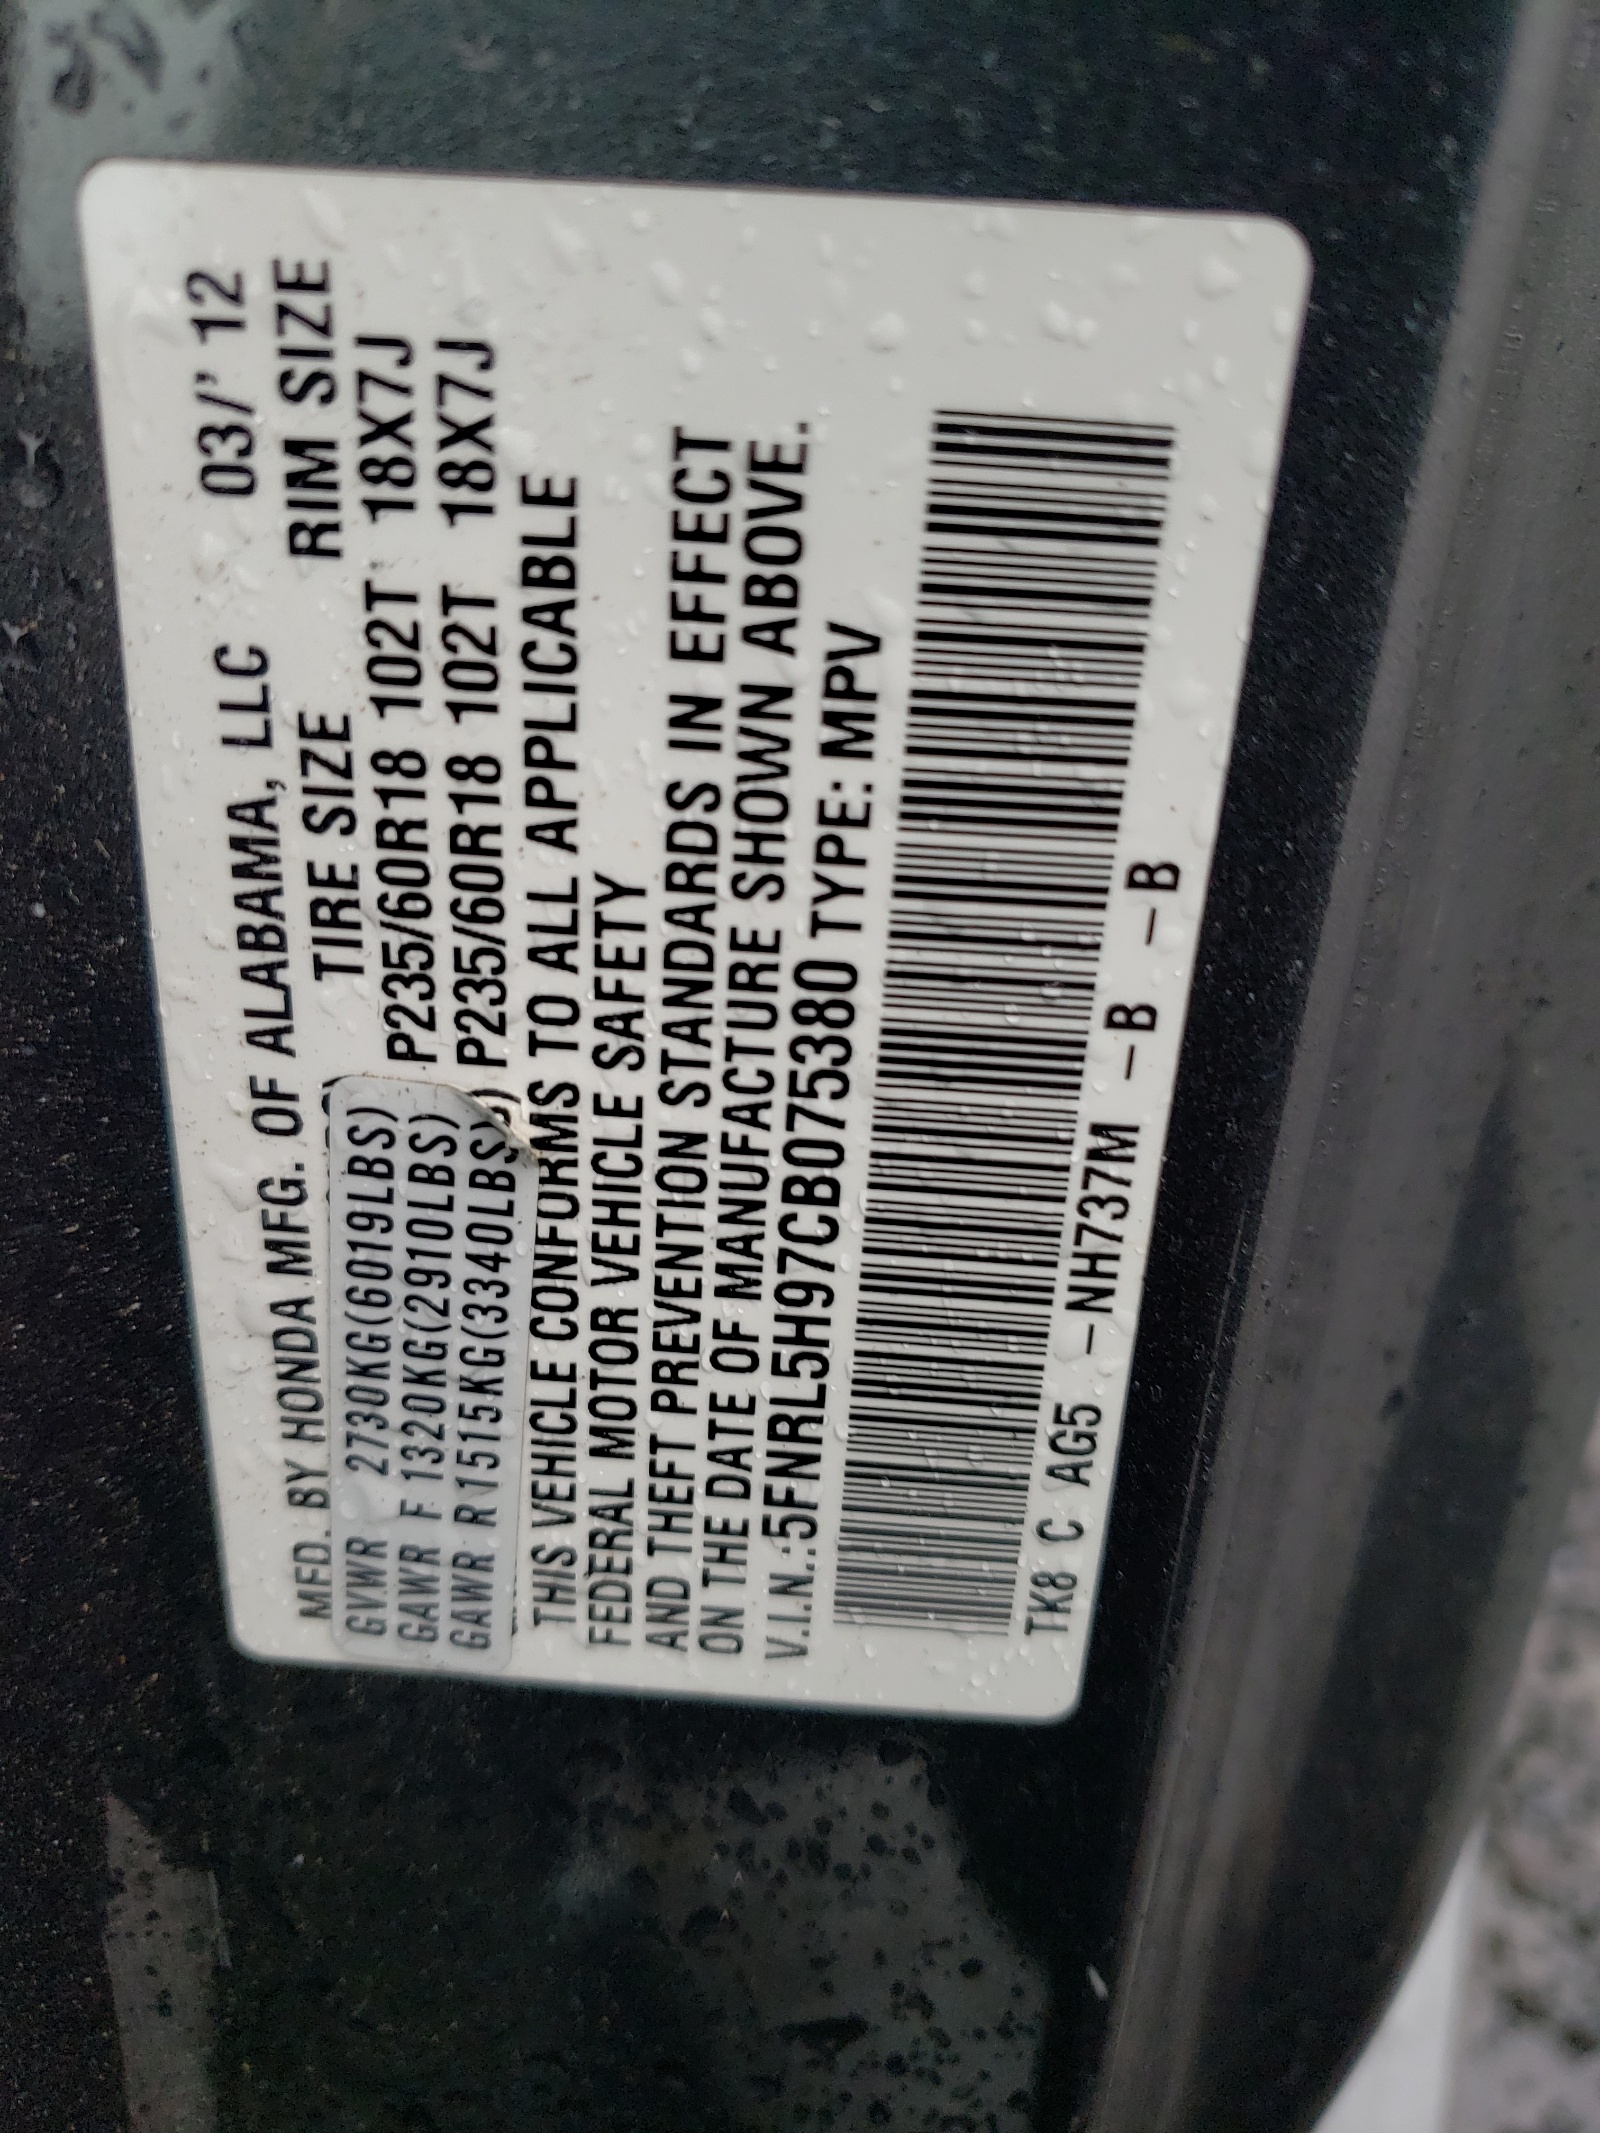 MFD. BY HONDA MFG. OF ALABAMA, LLC 03/' 12
TIRE SIZE RIM SIZE
GVWR 2730KG(6019LBS)
GAWR F 1320KG(2910LBS) P235/60R18 102T 18X7J
GAWR R1515KG(3340LBS) P235/60R18 102T 18X7J
THIS VEHICLE CONFORMS TO ALL APPLICABLE
FEDERAL MOTOR VEHICLE SAFETY
AND THEFT PREVENTION STANDARDS IN EFFECT
ON THE DATE OF MANUFACTURE SHOWN ABOVE.
V.I.N.:5FNRL5H97CB075380 TYPE: MPV
TK8 C AG5 –NH737M –B –B